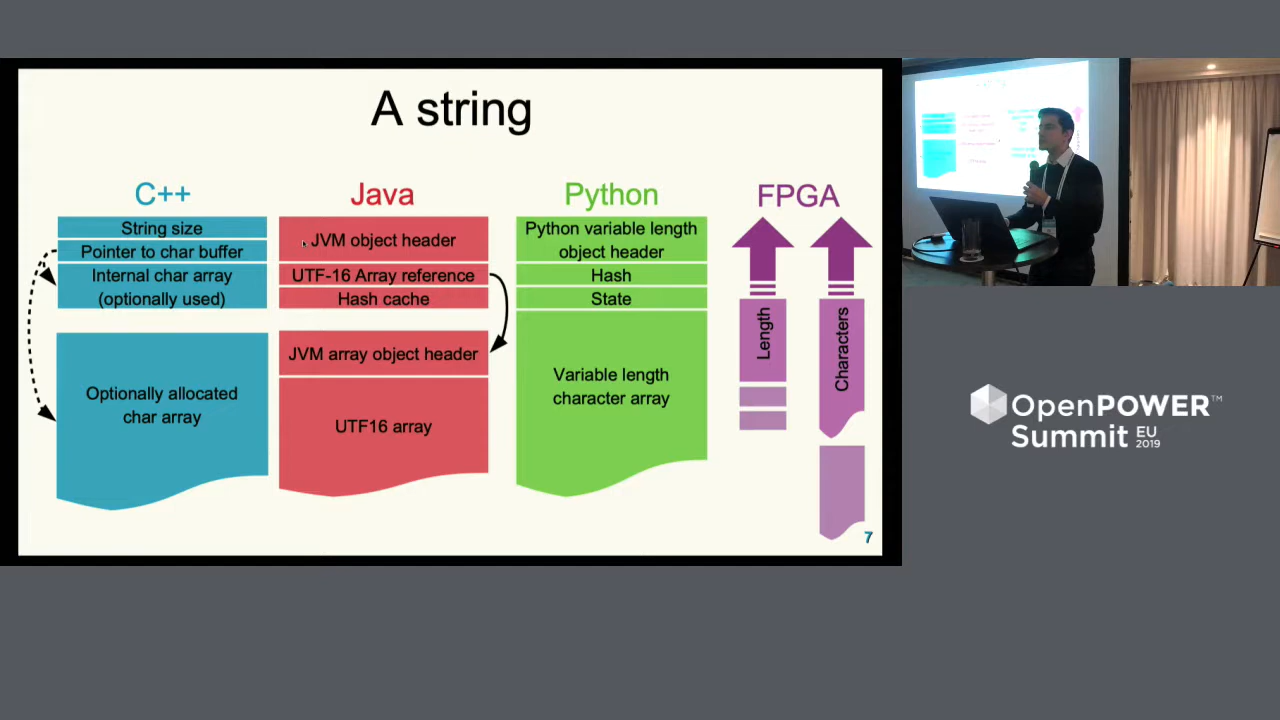 A string
C++
String size
Pointer to char buffer
Internal char array
(optionally used)
Optionally allocated
char array
Java
JVM object header
UTF-16 Array reference
Hash cache
JVM array object header
UTF16 array
Python
Python variable length
object header
Hash
State
Variable length
character array
FPGA
Length
Characters
7
OpenPOWER™
Summit EU
2019